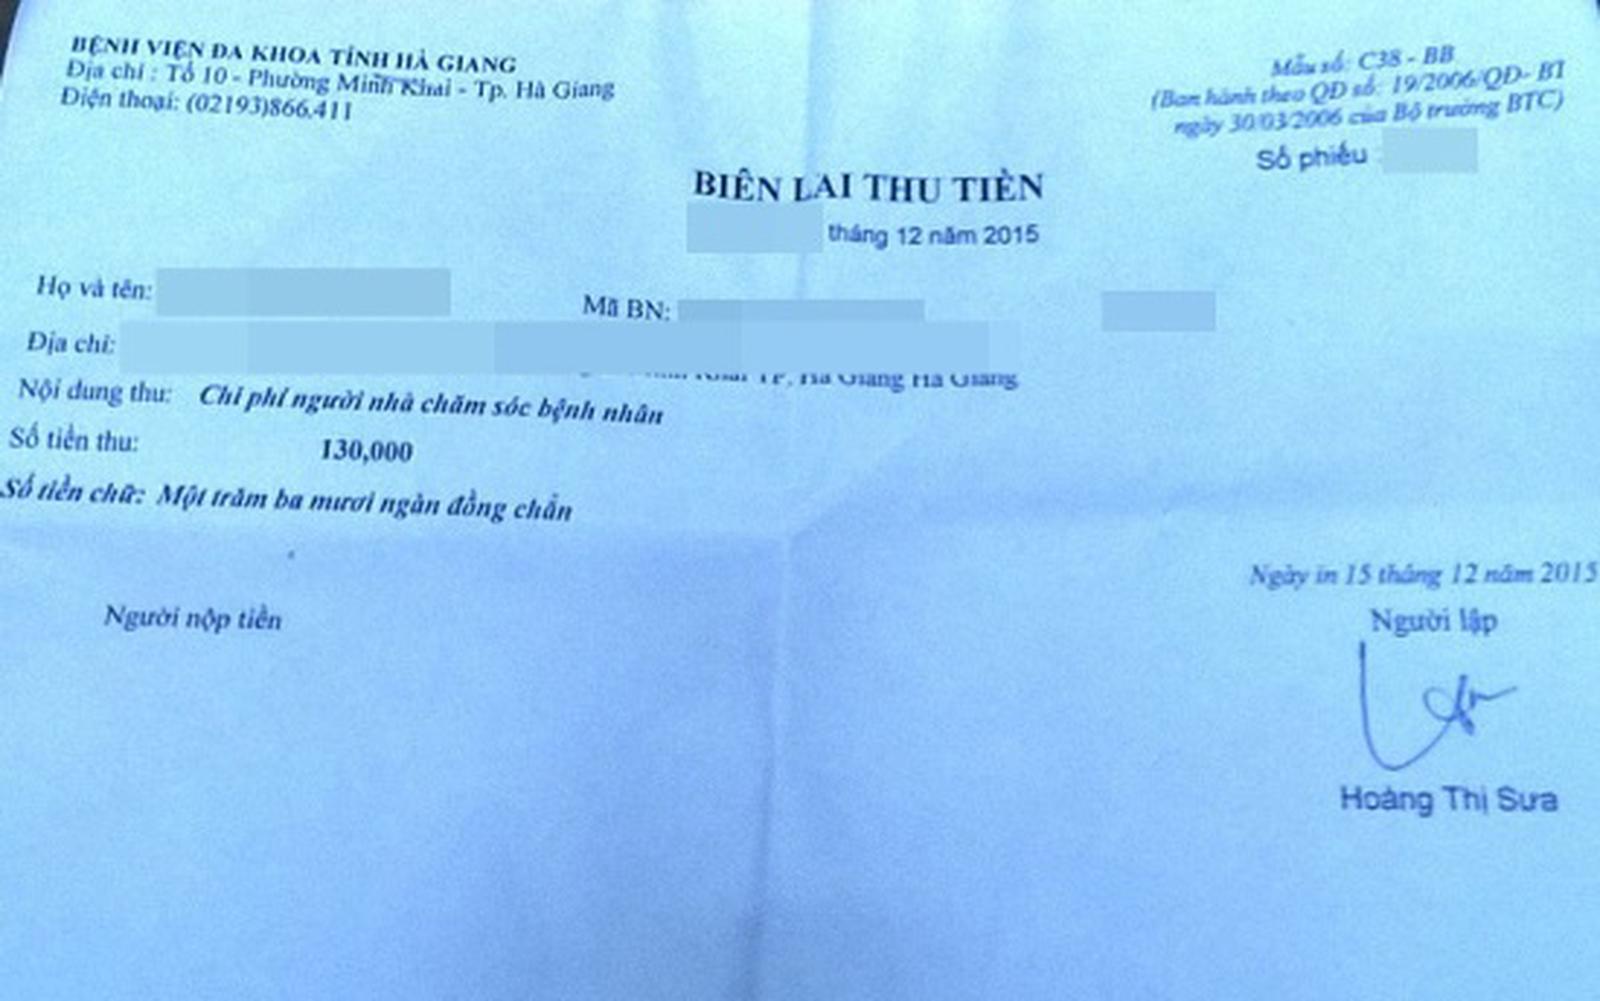 BỆNH VIỆN ĐA KHOA TỈNH HÀ GIANG
Địa chỉ : Tổ 10 - Phường Minh Khai - Tp. Hà Giang
Điện thoại: (02193)866.411
Mẫu số: C38 - BB
(Ban hành theo QĐ số: 19/2006/QĐ- BT
ngày 30/03/2006 của Bộ trưởng BTC)
Số phiếu :
BIÊN LAI THU TIỀN
tháng 12 năm 2015
Họ và tên:
Mã BN:
Địa chỉ:
TP, Hà Giang Hà Giang
Nội dung thu: Chi phí người nhà chăm sóc bệnh nhân
Số tiền thu: 130,000
Số tiền chữ: Một trăm ba mươi ngàn đồng chẵn
Ngày in 15 tháng 12 năm 2015
Người nộp tiền
Người lập
Hoàng Thị Sưa